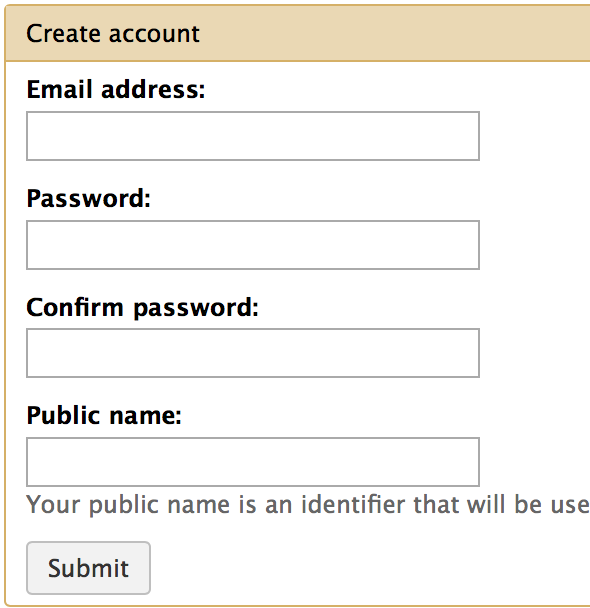 Create account
Email address:
Password:
Confirm password:
Public name:
Your public name is an identifier that will be use
Submit